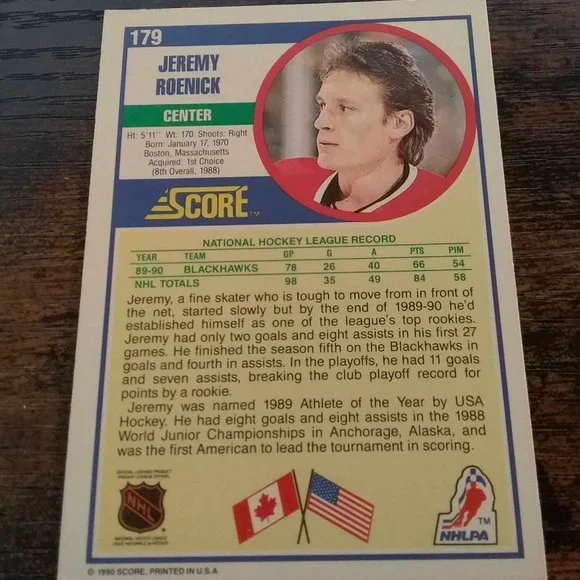 179
JEREMY
ROENICK
CENTER
Ht: 5'11" Wt: 170 Shoots: Right
Born: January 17, 1970
Boston, Massachusetts
Acquired: 1st Choice
(8th Overall, 1988)
SCORE™
NATIONAL HOCKEY LEAGUE RECORD
YEAR TEAM GP G A PTS PIM
89-90 BLACKHAWKS 78 26 40 66 54
NHL TOTALS 98 35 49 84 58
Jeremy, a fine skater who is tough to move from in front of
the net, started slowly but by the end of 1989-90 he'd
established himself as one of the league's top rookies.
Jeremy had only two goals and eight assists in his first 27
games. He finished the season fifth on the Blackhawks in
goals and fourth in assists. In the playoffs, he had 11 goals
and seven assists, breaking the club playoff record for
points by a rookie.
Jeremy was named 1989 Athlete of the Year by USA
Hockey. He had eight goals and eight assists in the 1988
World Junior Championships in Anchorage, Alaska, and
was the first American to lead the tournament in scoring.
OFFICIAL LICENSED PRODUCT
NHL
NATIONAL HOCKEY LEAGUE
TM
NHLPA
© 1990 SCORE, PRINTED IN U.S.A.